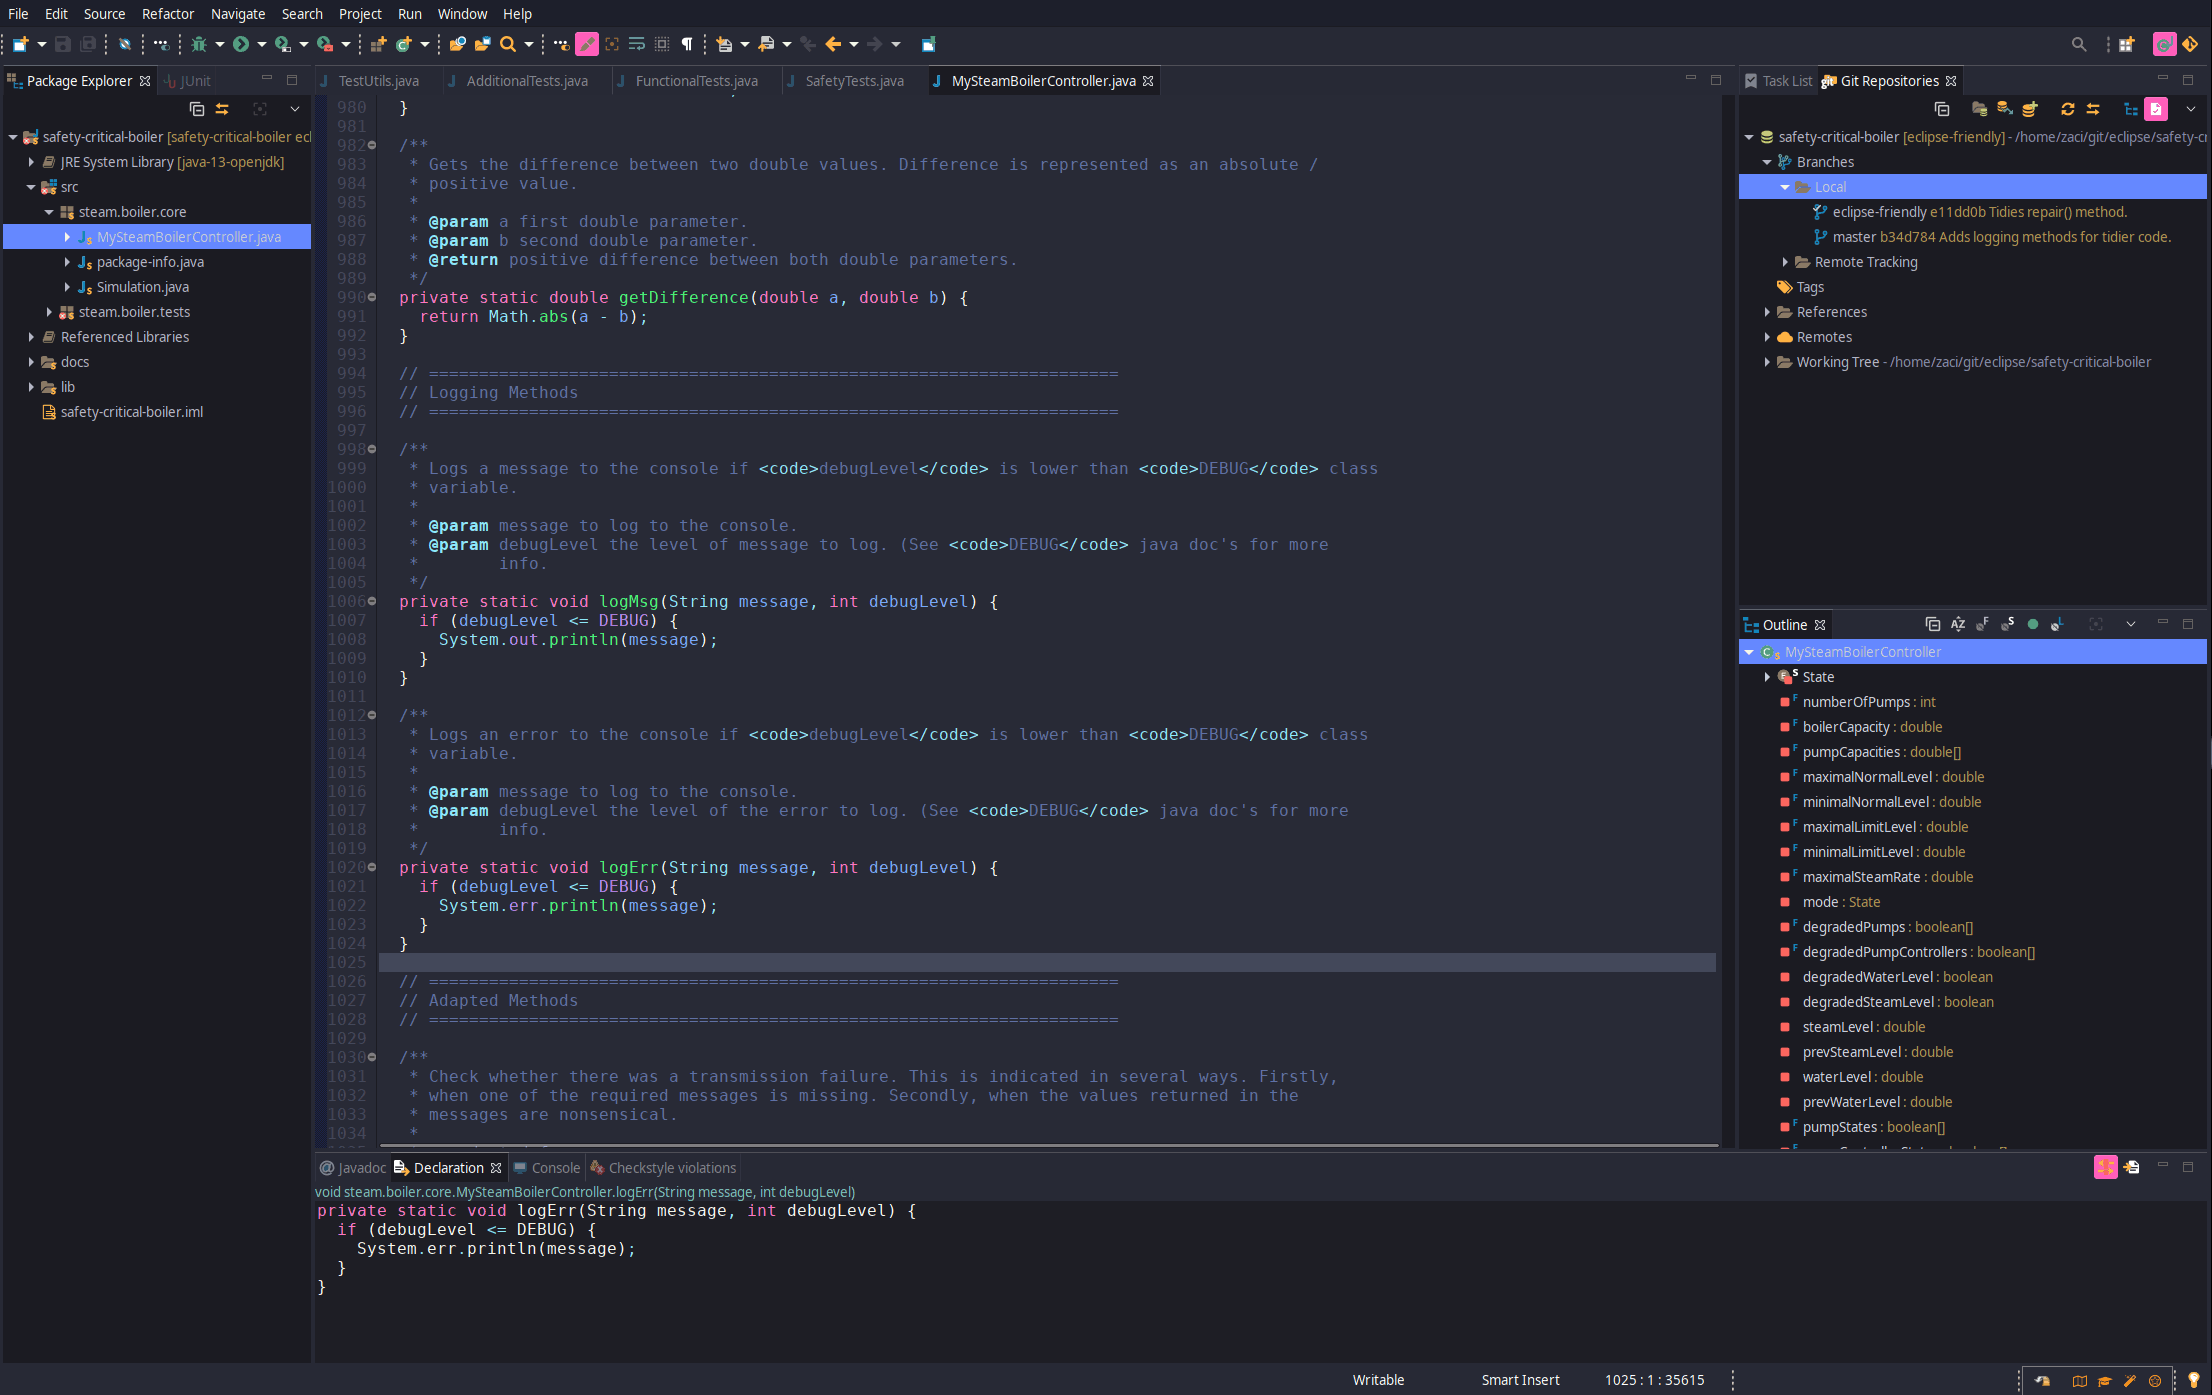 File Edit Source Refactor Navigate Search Project Run Window Help
Package Explorer JUnit
safety-critical-boiler [safety-critical-boiler ecl
JRE System Library [java-13-openjdk]
src
steam.boiler.core
MySteamBoilerController.java
package-info.java
Simulation.java
steam.boiler.tests
Referenced Libraries
docs
lib
safety-critical-boiler.iml
TestUtils.java AdditionalTests.java FunctionalTests.java SafetyTests.java MySteamBoilerController.java
980 }
981
982 /**
983 * Gets the difference between two double values. Difference is represented as an absolute /
984 * positive value.
985 *
986 * @param a first double parameter.
987 * @param b second double parameter.
988 * @return positive difference between both double parameters.
989 */
990 private static double getDifference(double a, double b) {
991 return Math.abs(a - b);
992 }
993
994 // =====================================================================
995 // Logging Methods
996 // =====================================================================
997
998 /**
999 * Logs a message to the console if <code>debugLevel</code> is lower than <code>DEBUG</code> class
1000 * variable.
1001 *
1002 * @param message to log to the console.
1003 * @param debugLevel the level of message to log. (See <code>DEBUG</code> java doc's for more
1004 * info.
1005 */
1006 private static void logMsg(String message, int debugLevel) {
1007 if (debugLevel <= DEBUG) {
1008 System.out.println(message);
1009 }
1010 }
1011
1012 /**
1013 * Logs an error to the console if <code>debugLevel</code> is lower than <code>DEBUG</code> class
1014 * variable.
1015 *
1016 * @param message to log to the console.
1017 * @param debugLevel the level of the error to log. (See <code>DEBUG</code> java doc's for more
1018 * info.
1019 */
1020 private static void logErr(String message, int debugLevel) {
1021 if (debugLevel <= DEBUG) {
1022 System.err.println(message);
1023 }
1024 }
1025
1026 // =====================================================================
1027 // Adapted Methods
1028 // =====================================================================
1029
1030 /**
1031 * Check whether there was a transmission failure. This is indicated in several ways. Firstly,
1032 * when one of the required messages is missing. Secondly, when the values returned in the
1033 * messages are nonsensical.
1034 *
Task List Git Repositories
safety-critical-boiler [eclipse-friendly] - /home/zaci/git/eclipse/safety-cr
Branches
Local
eclipse-friendly e11dd0b Tidies repair() method.
master b34d784 Adds logging methods for tidier code.
Remote Tracking
Tags
References
Remotes
Working Tree - /home/zaci/git/eclipse/safety-critical-boiler
Outline
MySteamBoilerController
State
numberOfPumps : int
boilerCapacity : double
pumpCapacities : double[]
maximalNormalLevel : double
minimalNormalLevel : double
maximalLimitLevel : double
minimalLimitLevel : double
maximalSteamRate : double
mode : State
degradedPumps : boolean[]
degradedPumpControllers : boolean[]
degradedWaterLevel : boolean
degradedSteamLevel : boolean
steamLevel : double
prevSteamLevel : double
waterLevel : double
prevWaterLevel : double
pumpStates : boolean[]
Javadoc Declaration Console Checkstyle violations
void steam.boiler.core.MySteamBoilerController.logErr(String message, int debugLevel)
private static void logErr(String message, int debugLevel) {
if (debugLevel <= DEBUG) {
System.err.println(message);
}
}
Writable Smart Insert 1025 : 1 : 35615